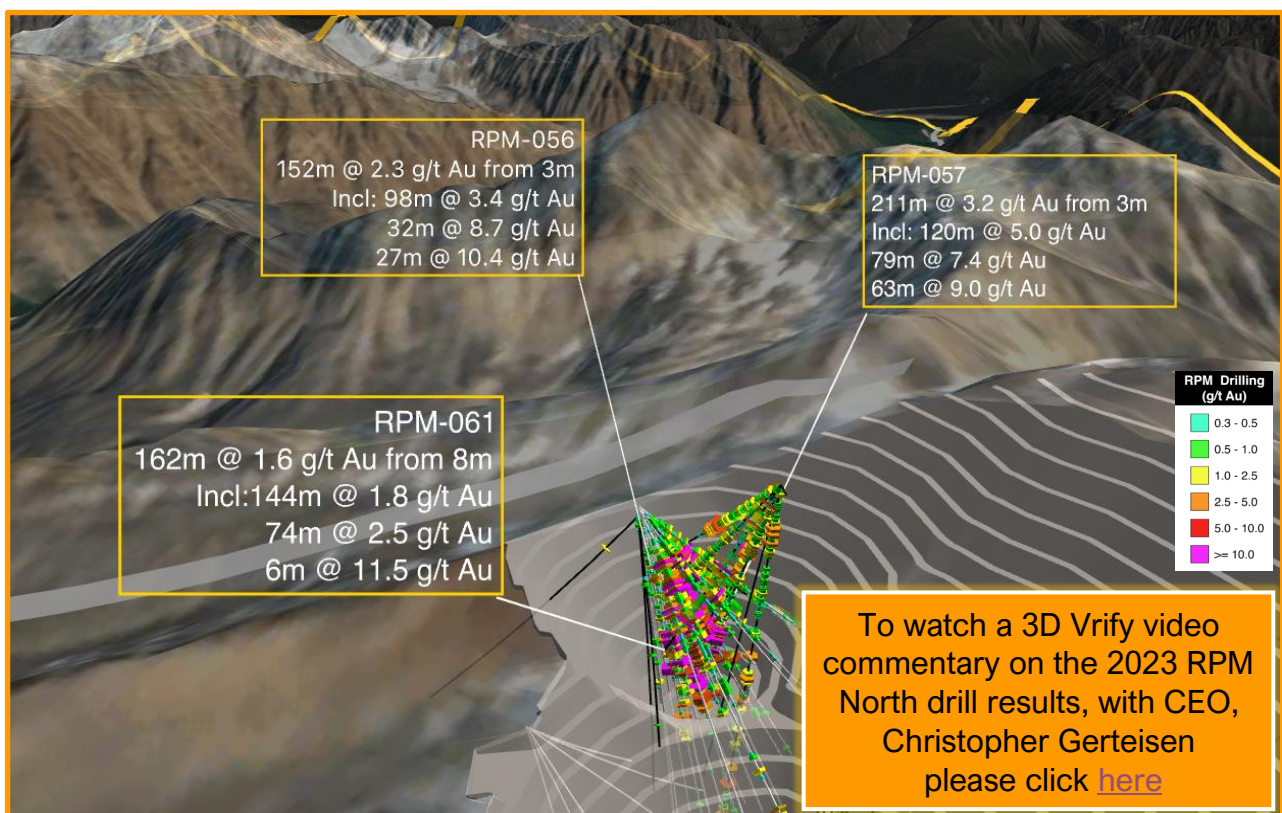 RPM-056
152m @ 2.3 g/t Au from 3m
Incl: 98m @ 3.4 g/t Au
32m @ 8.7 g/t Au
27m @ 10.4 g/t Au
RPM-057
211m @ 3.2 g/t Au from 3m
Incl: 120m @ 5.0 g/t Au
79m @ 7.4 g/t Au
63m @ 9.0 g/t Au
RPM-061
162m @ 1.6 g/t Au from 8m
Incl:144m @ 1.8 g/t Au
74m @ 2.5 g/t Au
6m @ 11.5 g/t Au
RPM Drilling
(g/t Au)
0.3 - 0.5
0.5 - 1.0
1.0 - 2.5
2.5 - 5.0
5.0 - 10.0
>= 10.0
To watch a 3D Vrify video
commentary on the 2023 RPM
North drill results, with CEO,
Christopher Gerteisen
please click here